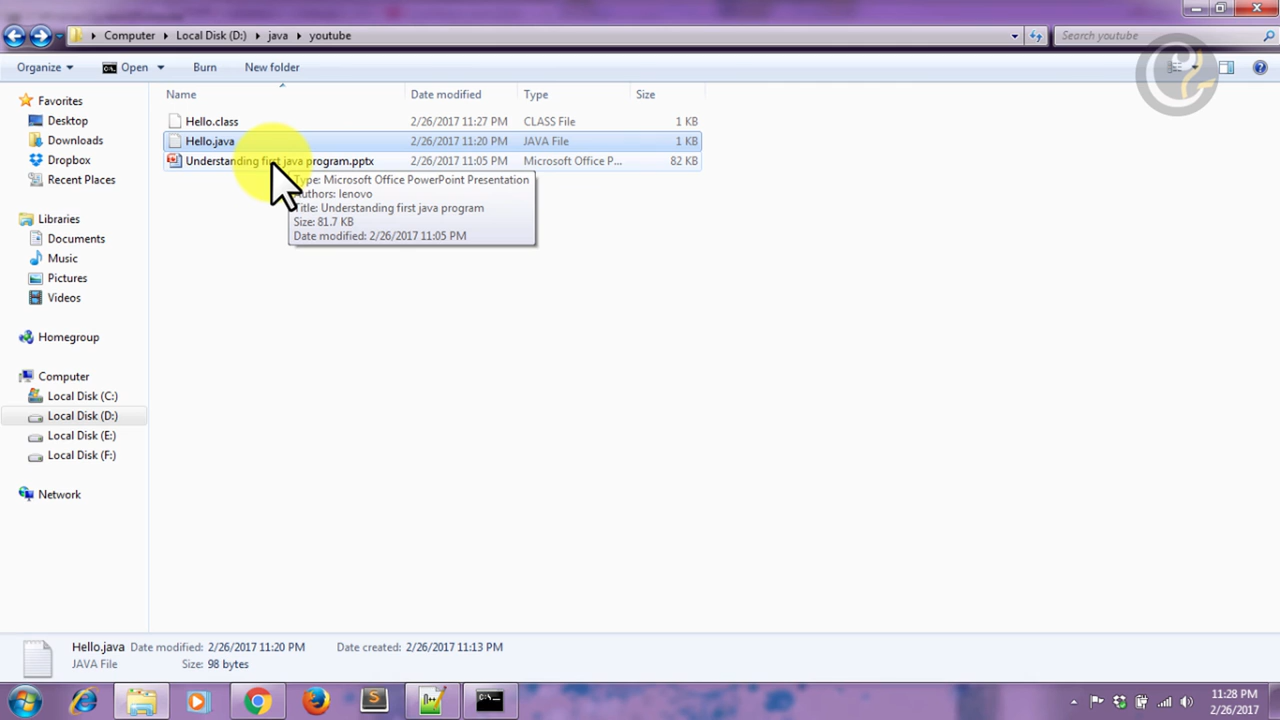 Computer Local Disk (D:) java youtube
Search youtube
Organize Open Burn New folder
Name Date modified Type Size
Hello.class 2/26/2017 11:27 PM CLASS File 1 KB
Hello.java 2/26/2017 11:20 PM JAVA File 1 KB
Understanding first java program.pptx 2/26/2017 11:05 PM Microsoft Office P... 82 KB
Type: Microsoft Office PowerPoint Presentation
Authors: lenovo
Title: Understanding first java program
Size: 81.7 KB
Date modified: 2/26/2017 11:05 PM
Favorites
Desktop
Downloads
Dropbox
Recent Places
Libraries
Documents
Music
Pictures
Videos
Homegroup
Computer
Local Disk (C:)
Local Disk (D:)
Local Disk (E:)
Local Disk (F:)
Network
Hello.java Date modified: 2/26/2017 11:20 PM Date created: 2/26/2017 11:13 PM
JAVA File Size: 98 bytes
11:28 PM
2/26/2017